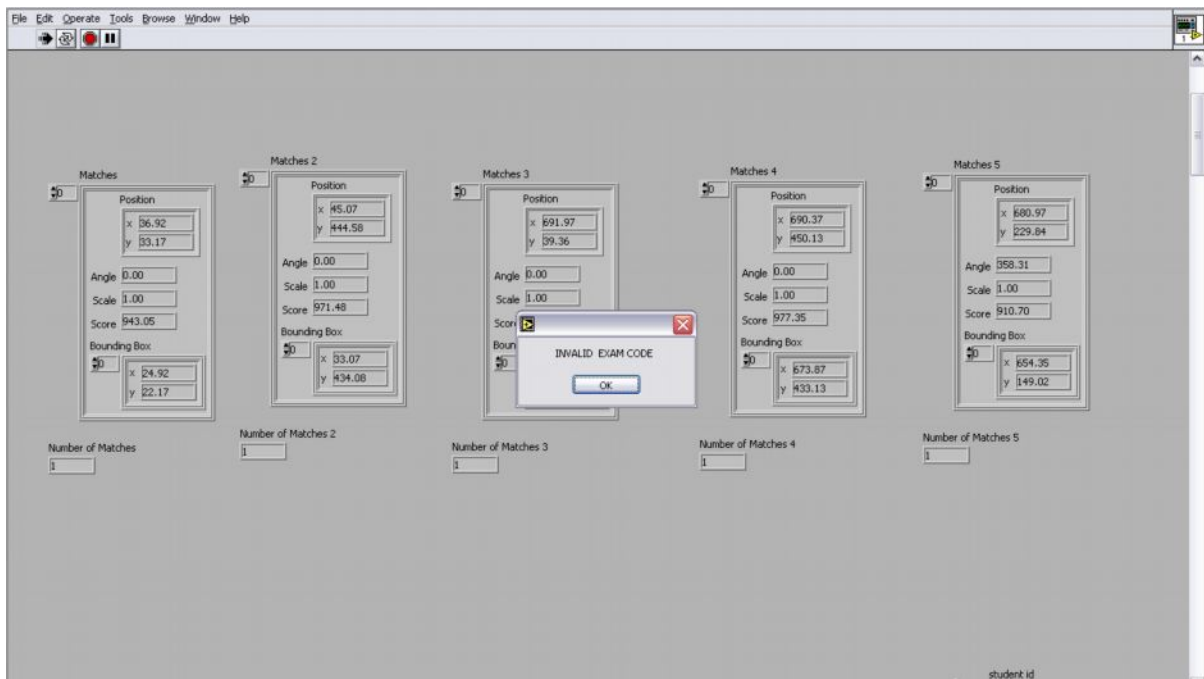 File Edit Operate Tools Browse Window Help
1
Matches
0
Position
x 36.92
y 33.17
Angle 0.00
Scale 1.00
Score 943.05
Bounding Box
0
x 24.92
y 22.17
Number of Matches
1
Matches 2
0
Position
x 45.07
y 444.58
Angle 0.00
Scale 1.00
Score 971.48
Bounding Box
0
x 33.07
y 434.08
Number of Matches 2
1
Matches 3
0
Position
x 691.97
y 39.36
Angle 0.00
Scale 1.00
0
Number of Matches 3
1
INVALID EXAM CODE
OK
Matches 4
0
Position
x 690.37
y 450.13
Angle 0.00
Scale 1.00
Score 977.35
Bounding Box
0
x 673.87
y 433.13
Number of Matches 4
1
Matches 5
0
Position
x 680.97
y 229.84
Angle 358.31
Scale 1.00
Score 910.70
Bounding Box
0
x 654.35
y 149.02
Number of Matches 5
1
student id